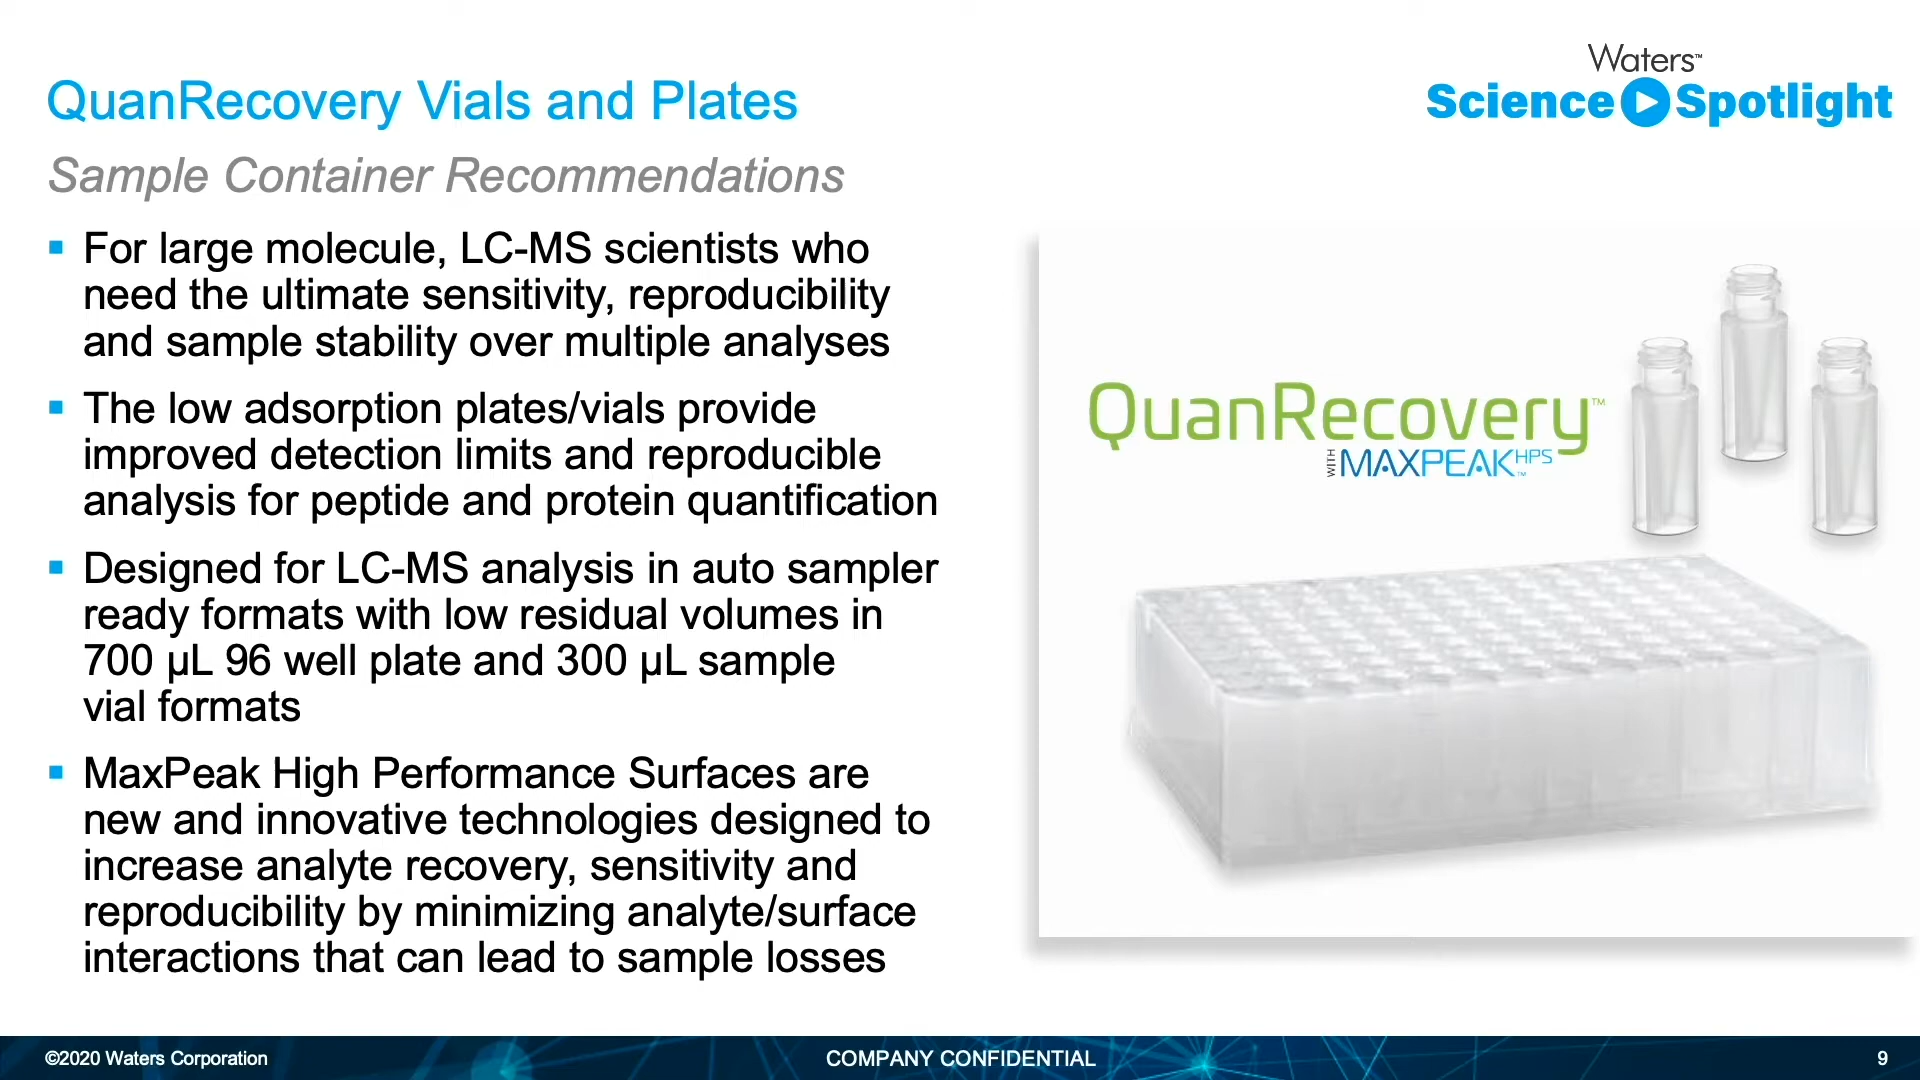 QuanRecovery Vials and Plates
Waters™
Science Spotlight
Sample Container Recommendations
▪ For large molecule, LC-MS scientists who
need the ultimate sensitivity, reproducibility
and sample stability over multiple analyses
▪ The low adsorption plates/vials provide
improved detection limits and reproducible
analysis for peptide and protein quantification
▪ Designed for LC-MS analysis in auto sampler
ready formats with low residual volumes in
700 µL 96 well plate and 300 µL sample
vial formats
▪ MaxPeak High Performance Surfaces are
new and innovative technologies designed to
increase analyte recovery, sensitivity and
reproducibility by minimizing analyte/surface
interactions that can lead to sample losses
QuanRecovery™
WITH MAXPEAK HPS™
©2020 Waters Corporation
COMPANY CONFIDENTIAL
9